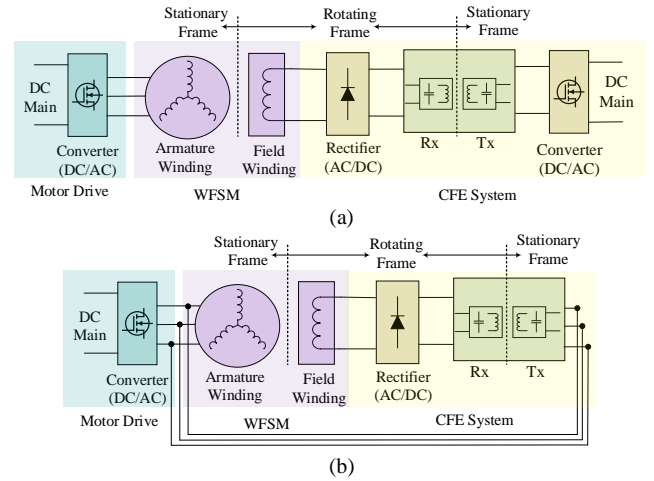 Stationary Frame
Rotating Frame
Stationary Frame
DC Main
Converter (DC/AC)
Motor Drive
Armature Winding
Field Winding
WFSM
Rectifier (AC/DC)
Rx
Tx
CFE System
Converter (DC/AC)
DC Main
(a)
Stationary Frame
Rotating Frame
Stationary Frame
DC Main
Converter (DC/AC)
Motor Drive
Armature Winding
Field Winding
WFSM
Rectifier (AC/DC)
Rx
Tx
CFE System
(b)